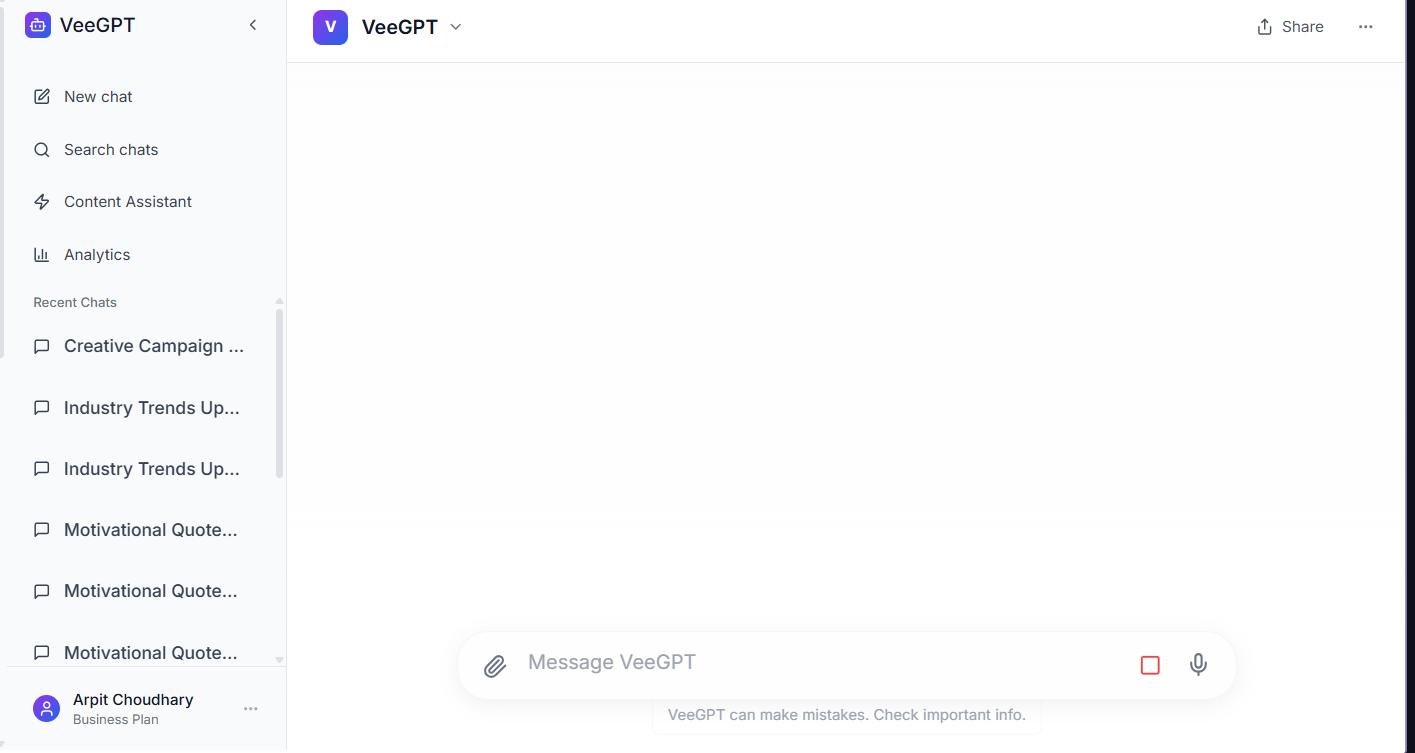 VeeGPT
New chat
Search chats
Content Assistant
Analytics
Recent Chats
Creative Campaign ...
Industry Trends Up...
Industry Trends Up...
Motivational Quote...
Motivational Quote...
Motivational Quote...
Arpit Choudhary
Business Plan
V VeeGPT
Share
Message VeeGPT
VeeGPT can make mistakes. Check important info.